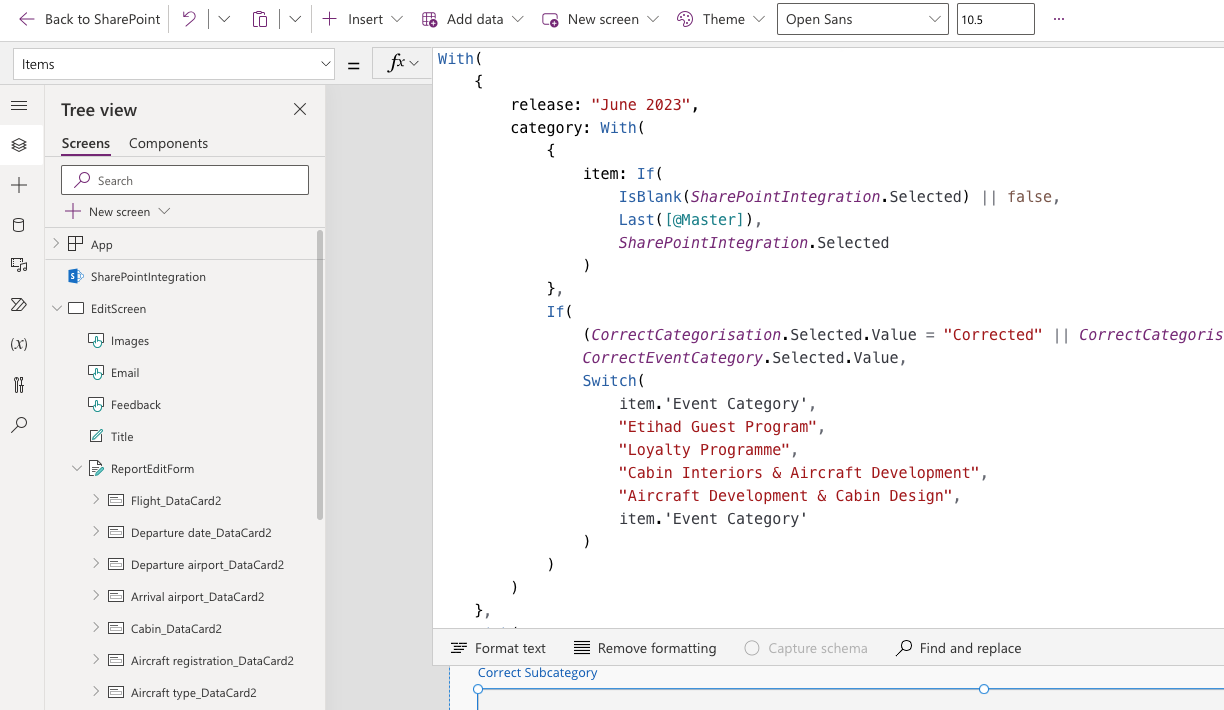 Back to SharePoint Insert Add data New screen Theme Open Sans 10.5 ...
Items = fx
Tree view
Screens Components
Search
New screen
App
SharePointIntegration
EditScreen
Images
Email
Feedback
Title
ReportEditForm
Flight_DataCard2
Departure date_DataCard2
Departure airport_DataCard2
Arrival airport_DataCard2
Cabin_DataCard2
Aircraft registration_DataCard2
Aircraft type_DataCard2
(x)
With(
{
release: "June 2023",
category: With(
{
item: If(
IsBlank(SharePointIntegration.Selected) || false,
Last([@Master]),
SharePointIntegration.Selected
)
},
If(
(CorrectCategorisation.Selected.Value = "Corrected" || CorrectCategoris
CorrectEventCategory.Selected.Value,
Switch(
item.'Event Category',
"Etihad Guest Program",
"Loyalty Programme",
"Cabin Interiors & Aircraft Development",
"Aircraft Development & Cabin Design",
item.'Event Category'
)
)
)
},
Format text Remove formatting Capture schema Find and replace
Correct Subcategory